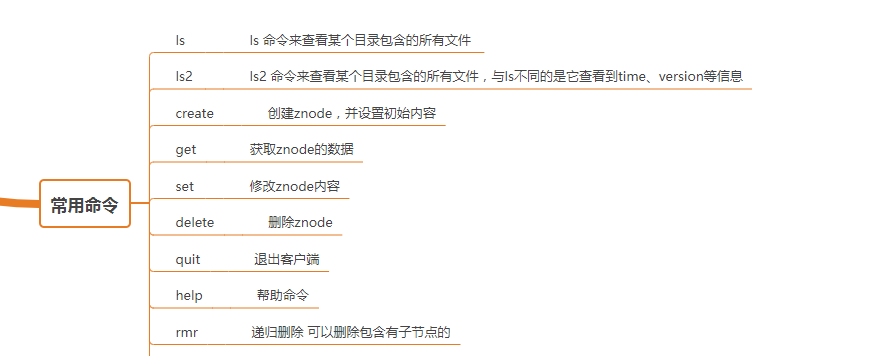 ls ls 命令来查看某个目录包含的所有文件
ls2 ls2 命令来查看某个目录包含的所有文件，与ls不同的是它查看到time、version等信息
create 创建znode，并设置初始内容
get 获取znode的数据
常用命令
set 修改znode内容
delete 删除znode
quit 退出客户端
help 帮助命令
rmr 递归删除 可以删除包含有子节点的